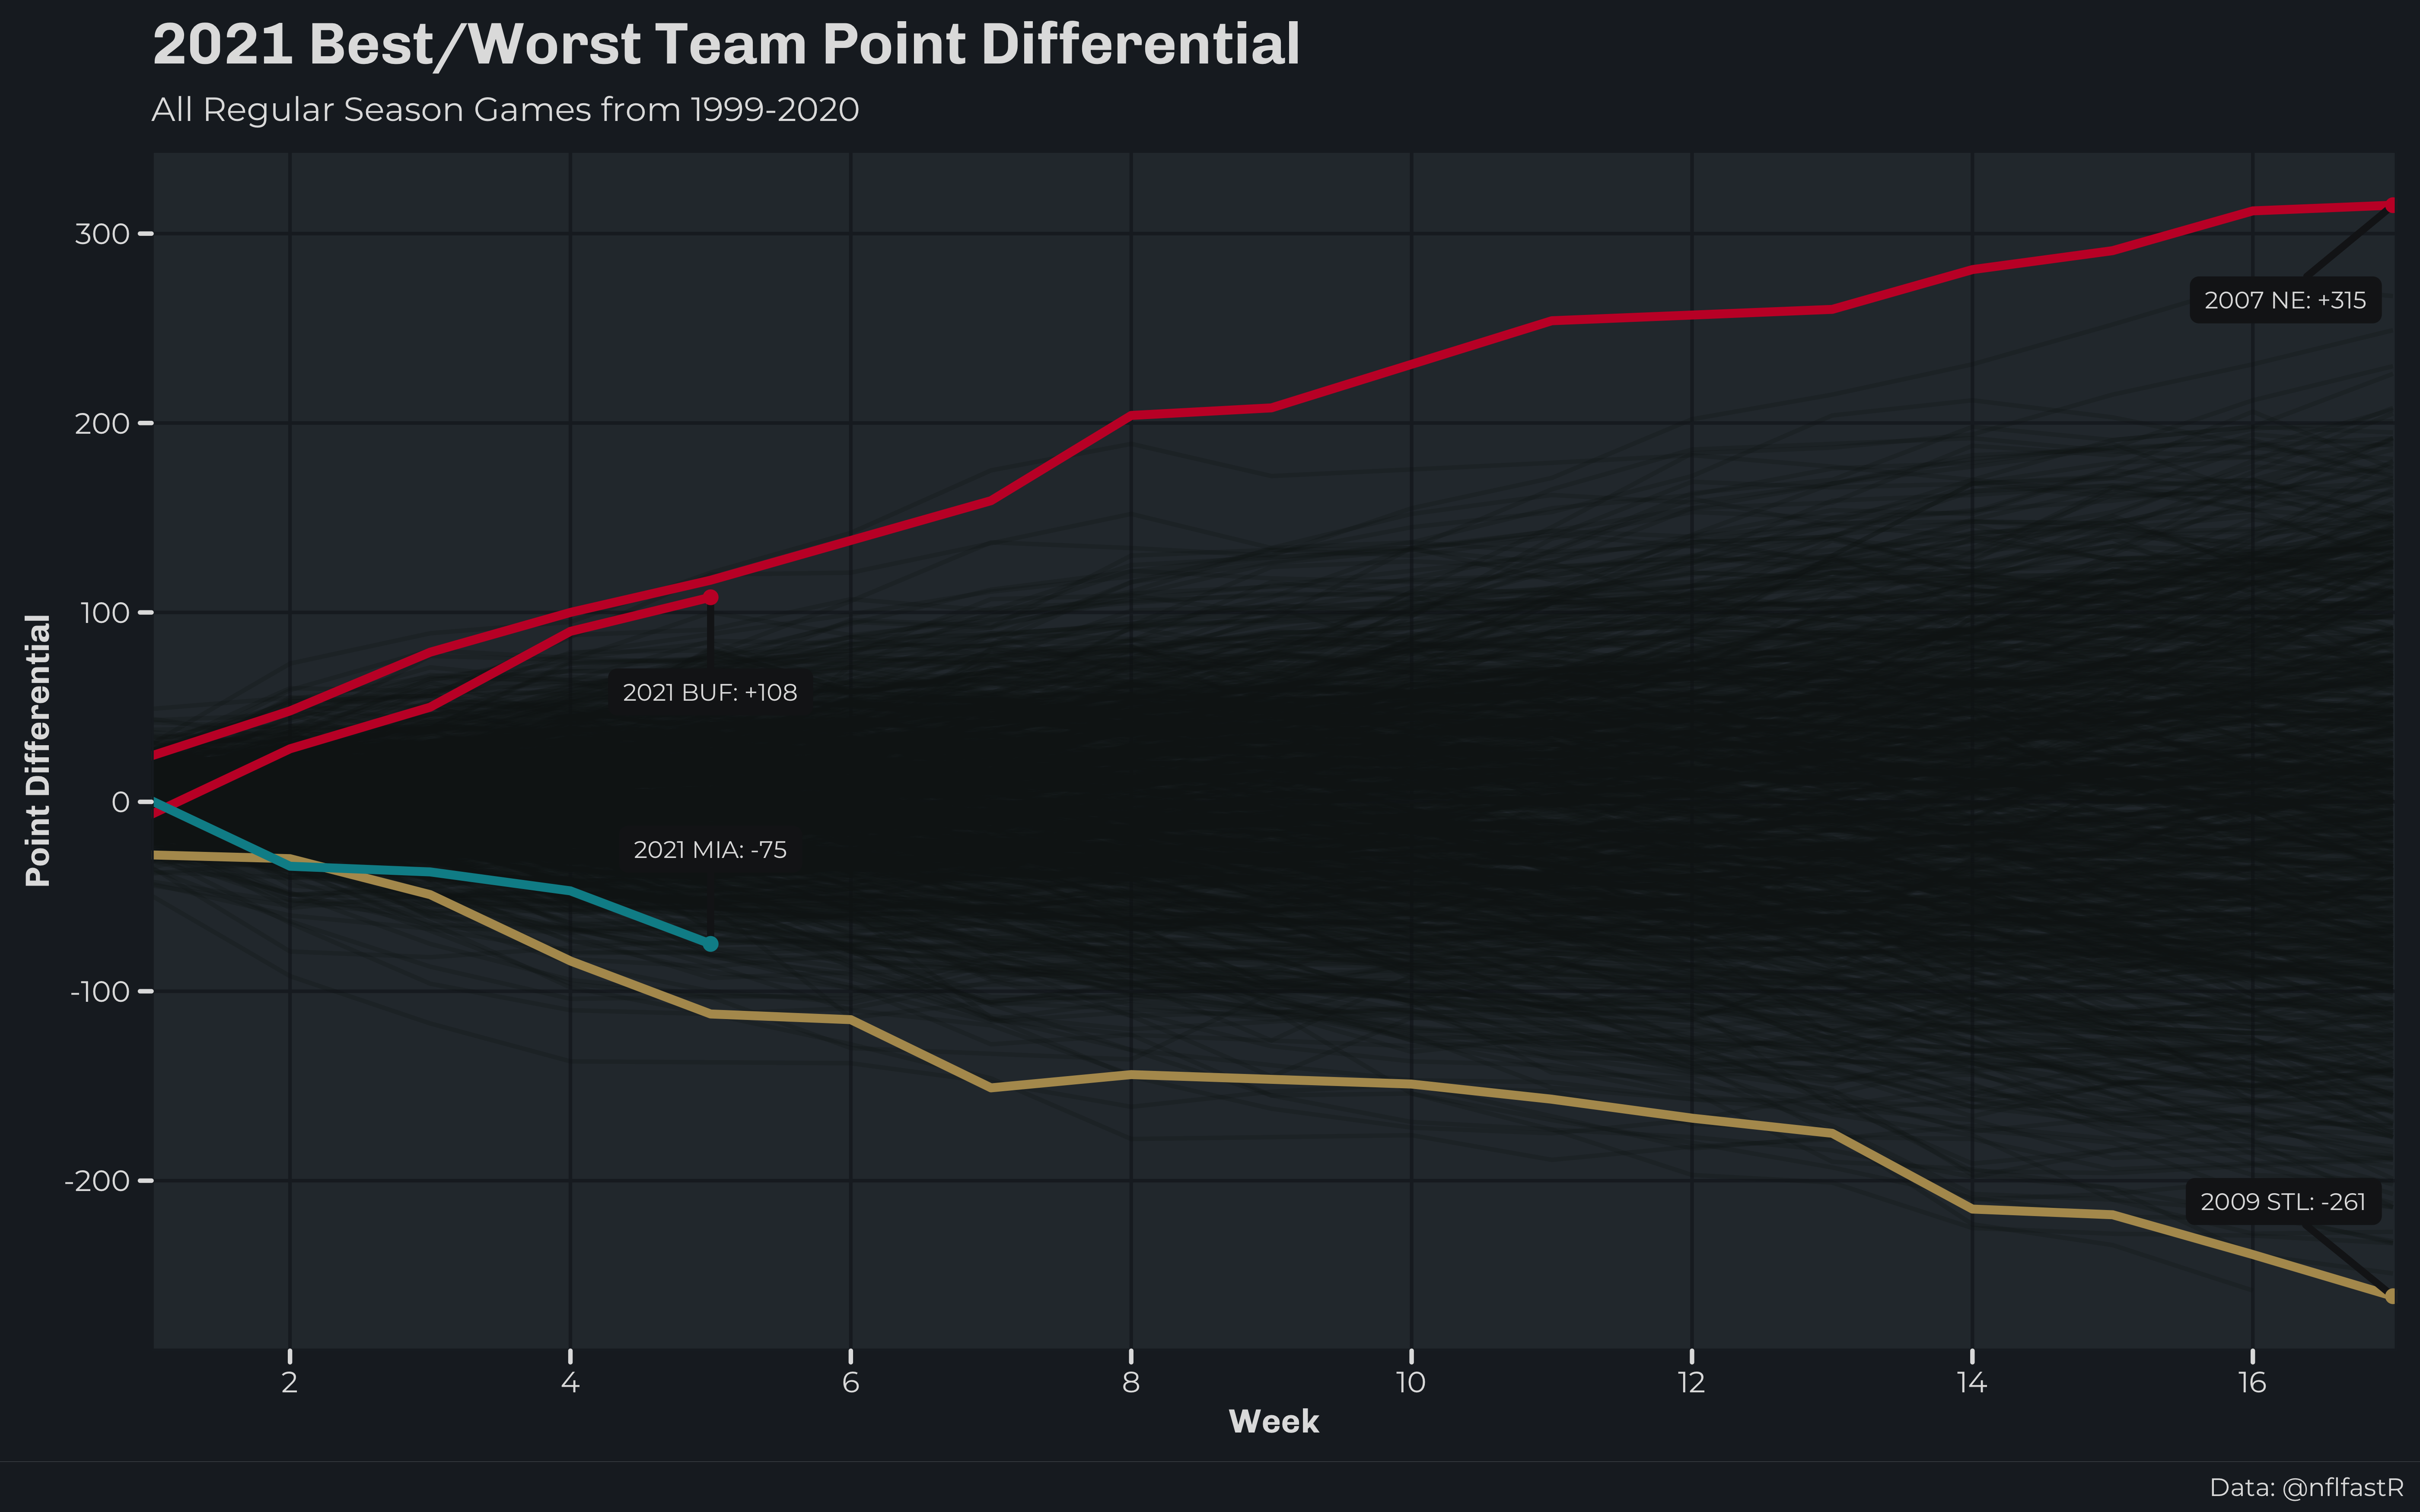 2021 Best/Worst Team Point Differential
All Regular Season Games from 1999-2020
Point Differential
300
200
100
0
-100
-200
2007 NE: +315
2021 BUF: +108
2021 MIA: -75
2009 STL: -261
2 4 6 8 10 12 14 16
Week
Data: @nflfastR